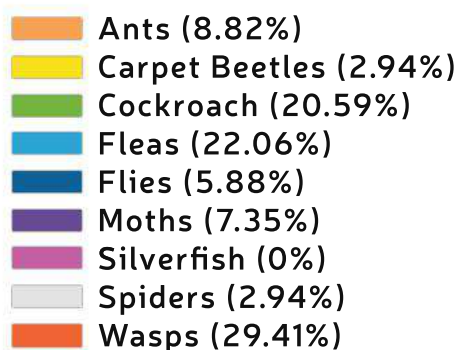 Ants (8.82%)
Carpet Beetles (2.94%)
Cockroach (20.59%)
Fleas (22.06%)
Flies (5.88%)
Moths (7.35%)
Silverfish (0%)
Spiders (2.94%)
Wasps (29.41%)